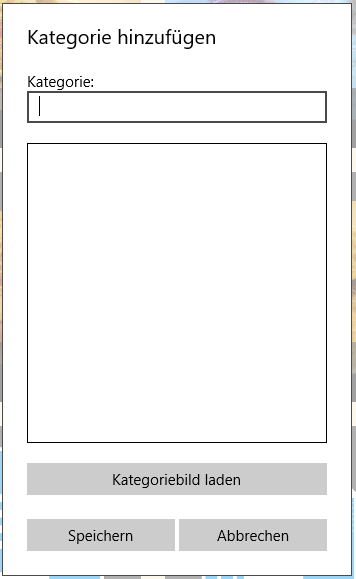 Kategorie hinzufügen
Kategorie:
Kategoriebild laden
Speichern
Abbrechen